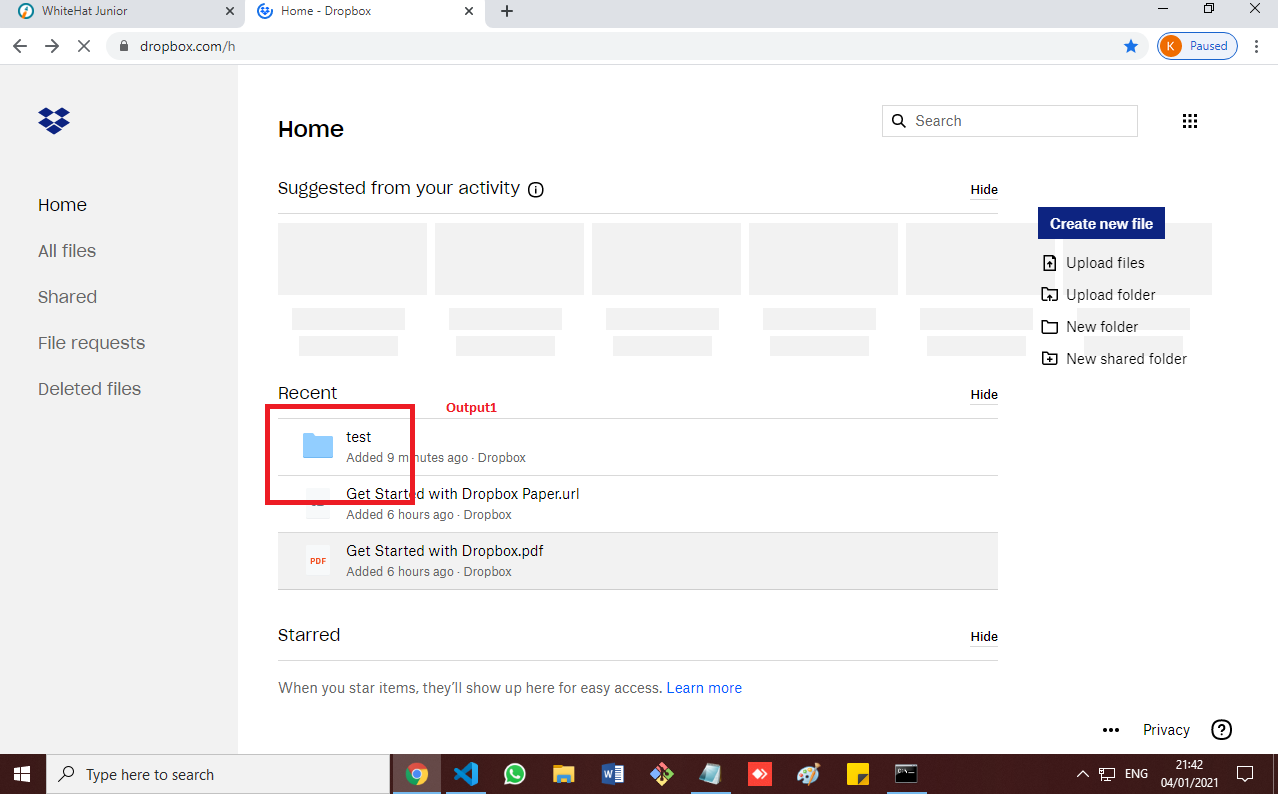 WhiteHat Junior
Home - Dropbox
dropbox.com/h
K Paused
Home
Search
Suggested from your activity
Hide
Home
All files
Shared
File requests
Deleted files
Create new file
Upload files
Upload folder
New folder
New shared folder
Recent
Hide
Output1
test
Added 9 minutes ago · Dropbox
Get Started with Dropbox Paper.url
Added 6 hours ago · Dropbox
PDF
Get Started with Dropbox.pdf
Added 6 hours ago · Dropbox
Starred
Hide
When you star items, they’ll show up here for easy access. Learn more
Privacy
Type here to search
ENG
21:42
04/01/2021